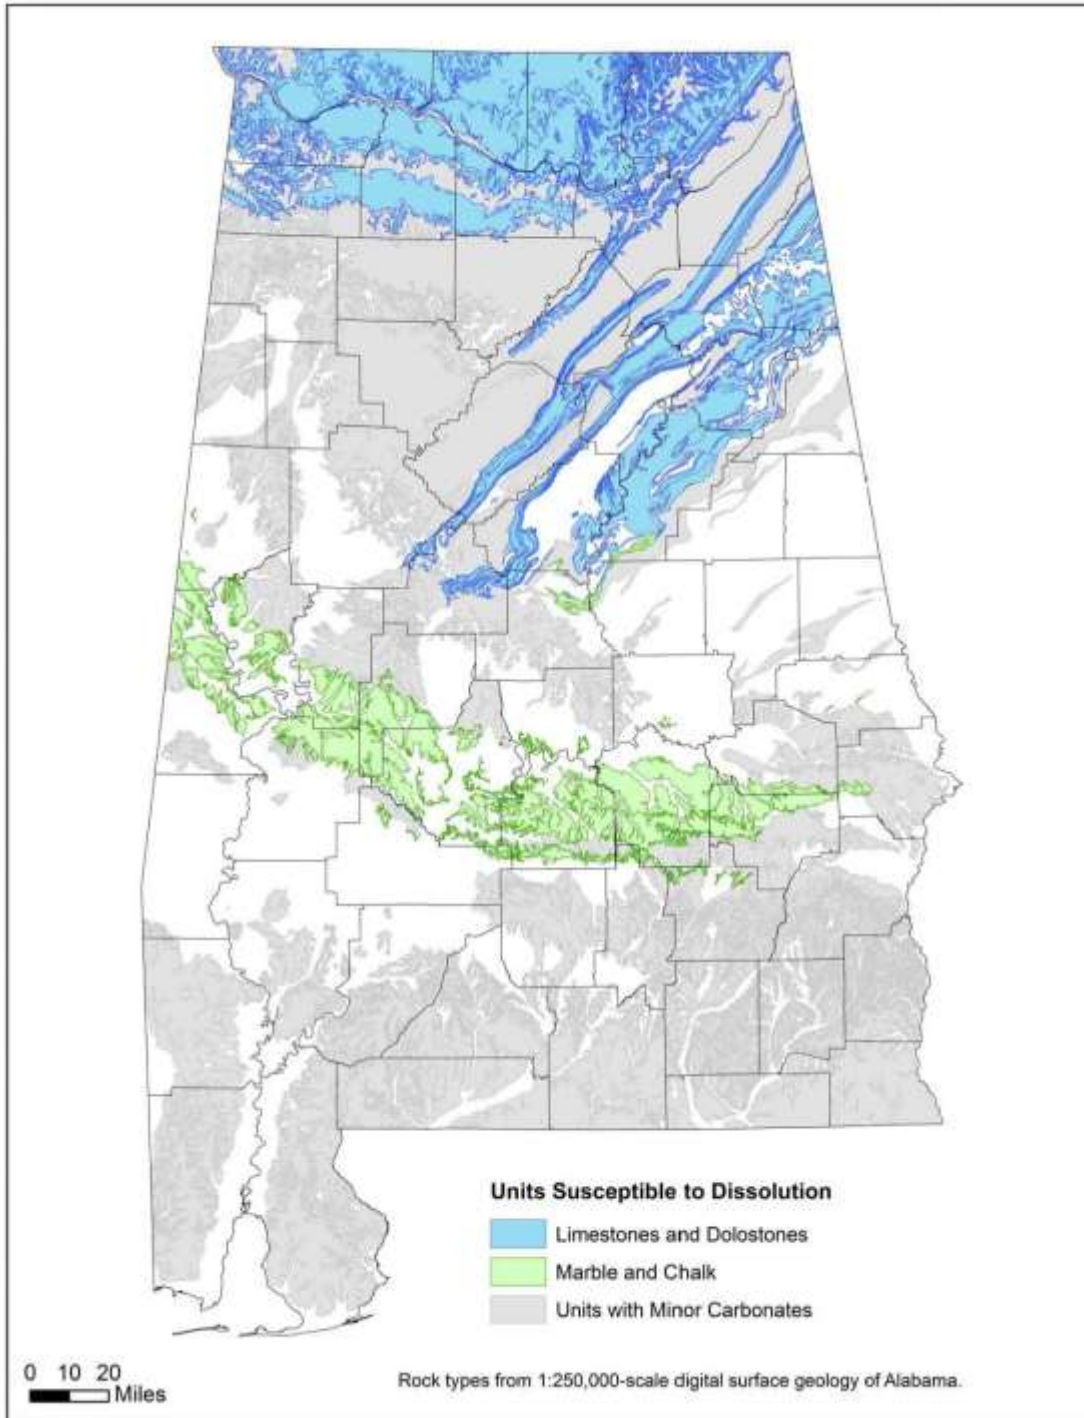 Units Susceptible to Dissolution
Limestones and Dolostones
Marble and Chalk
Units with Minor Carbonates
0 10 20
Miles
Rock types from 1:250,000-scale digital surface geology of Alabama.